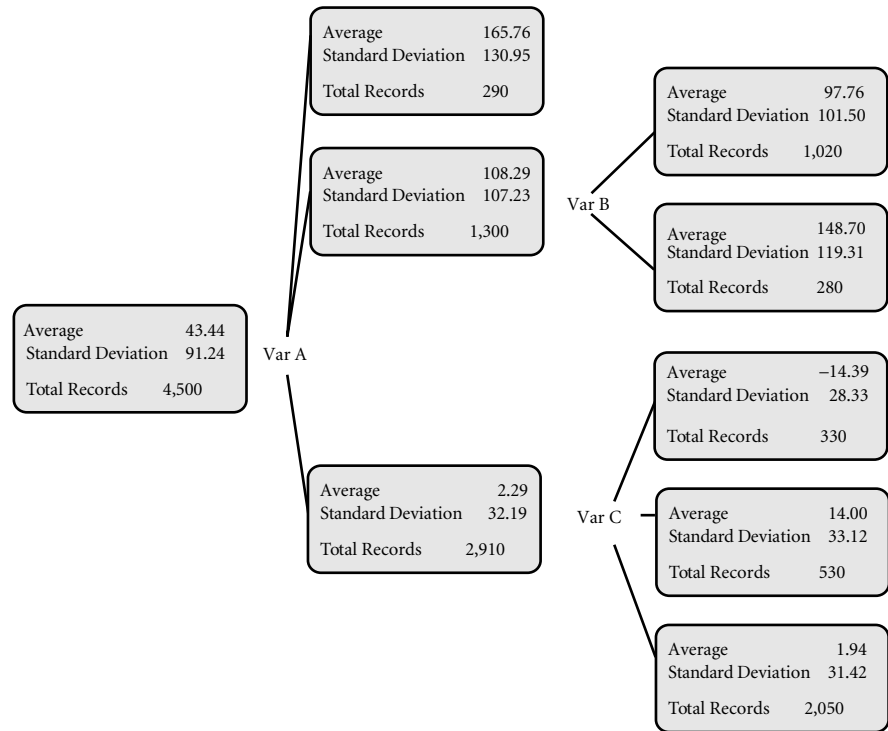 Average 165.76
Standard Deviation 130.95
Total Records 290
Average 108.29
Standard Deviation 107.23
Total Records 1,300
Var B
Average 97.76
Standard Deviation 101.50
Total Records 1,020
Average 148.70
Standard Deviation 119.31
Total Records 280
Average 43.44
Standard Deviation 91.24
Total Records 4,500
Var A
Average 2.29
Standard Deviation 32.19
Total Records 2,910
Var C
Average −14.39
Standard Deviation 28.33
Total Records 330
Average 14.00
Standard Deviation 33.12
Total Records 530
Average 1.94
Standard Deviation 31.42
Total Records 2,050